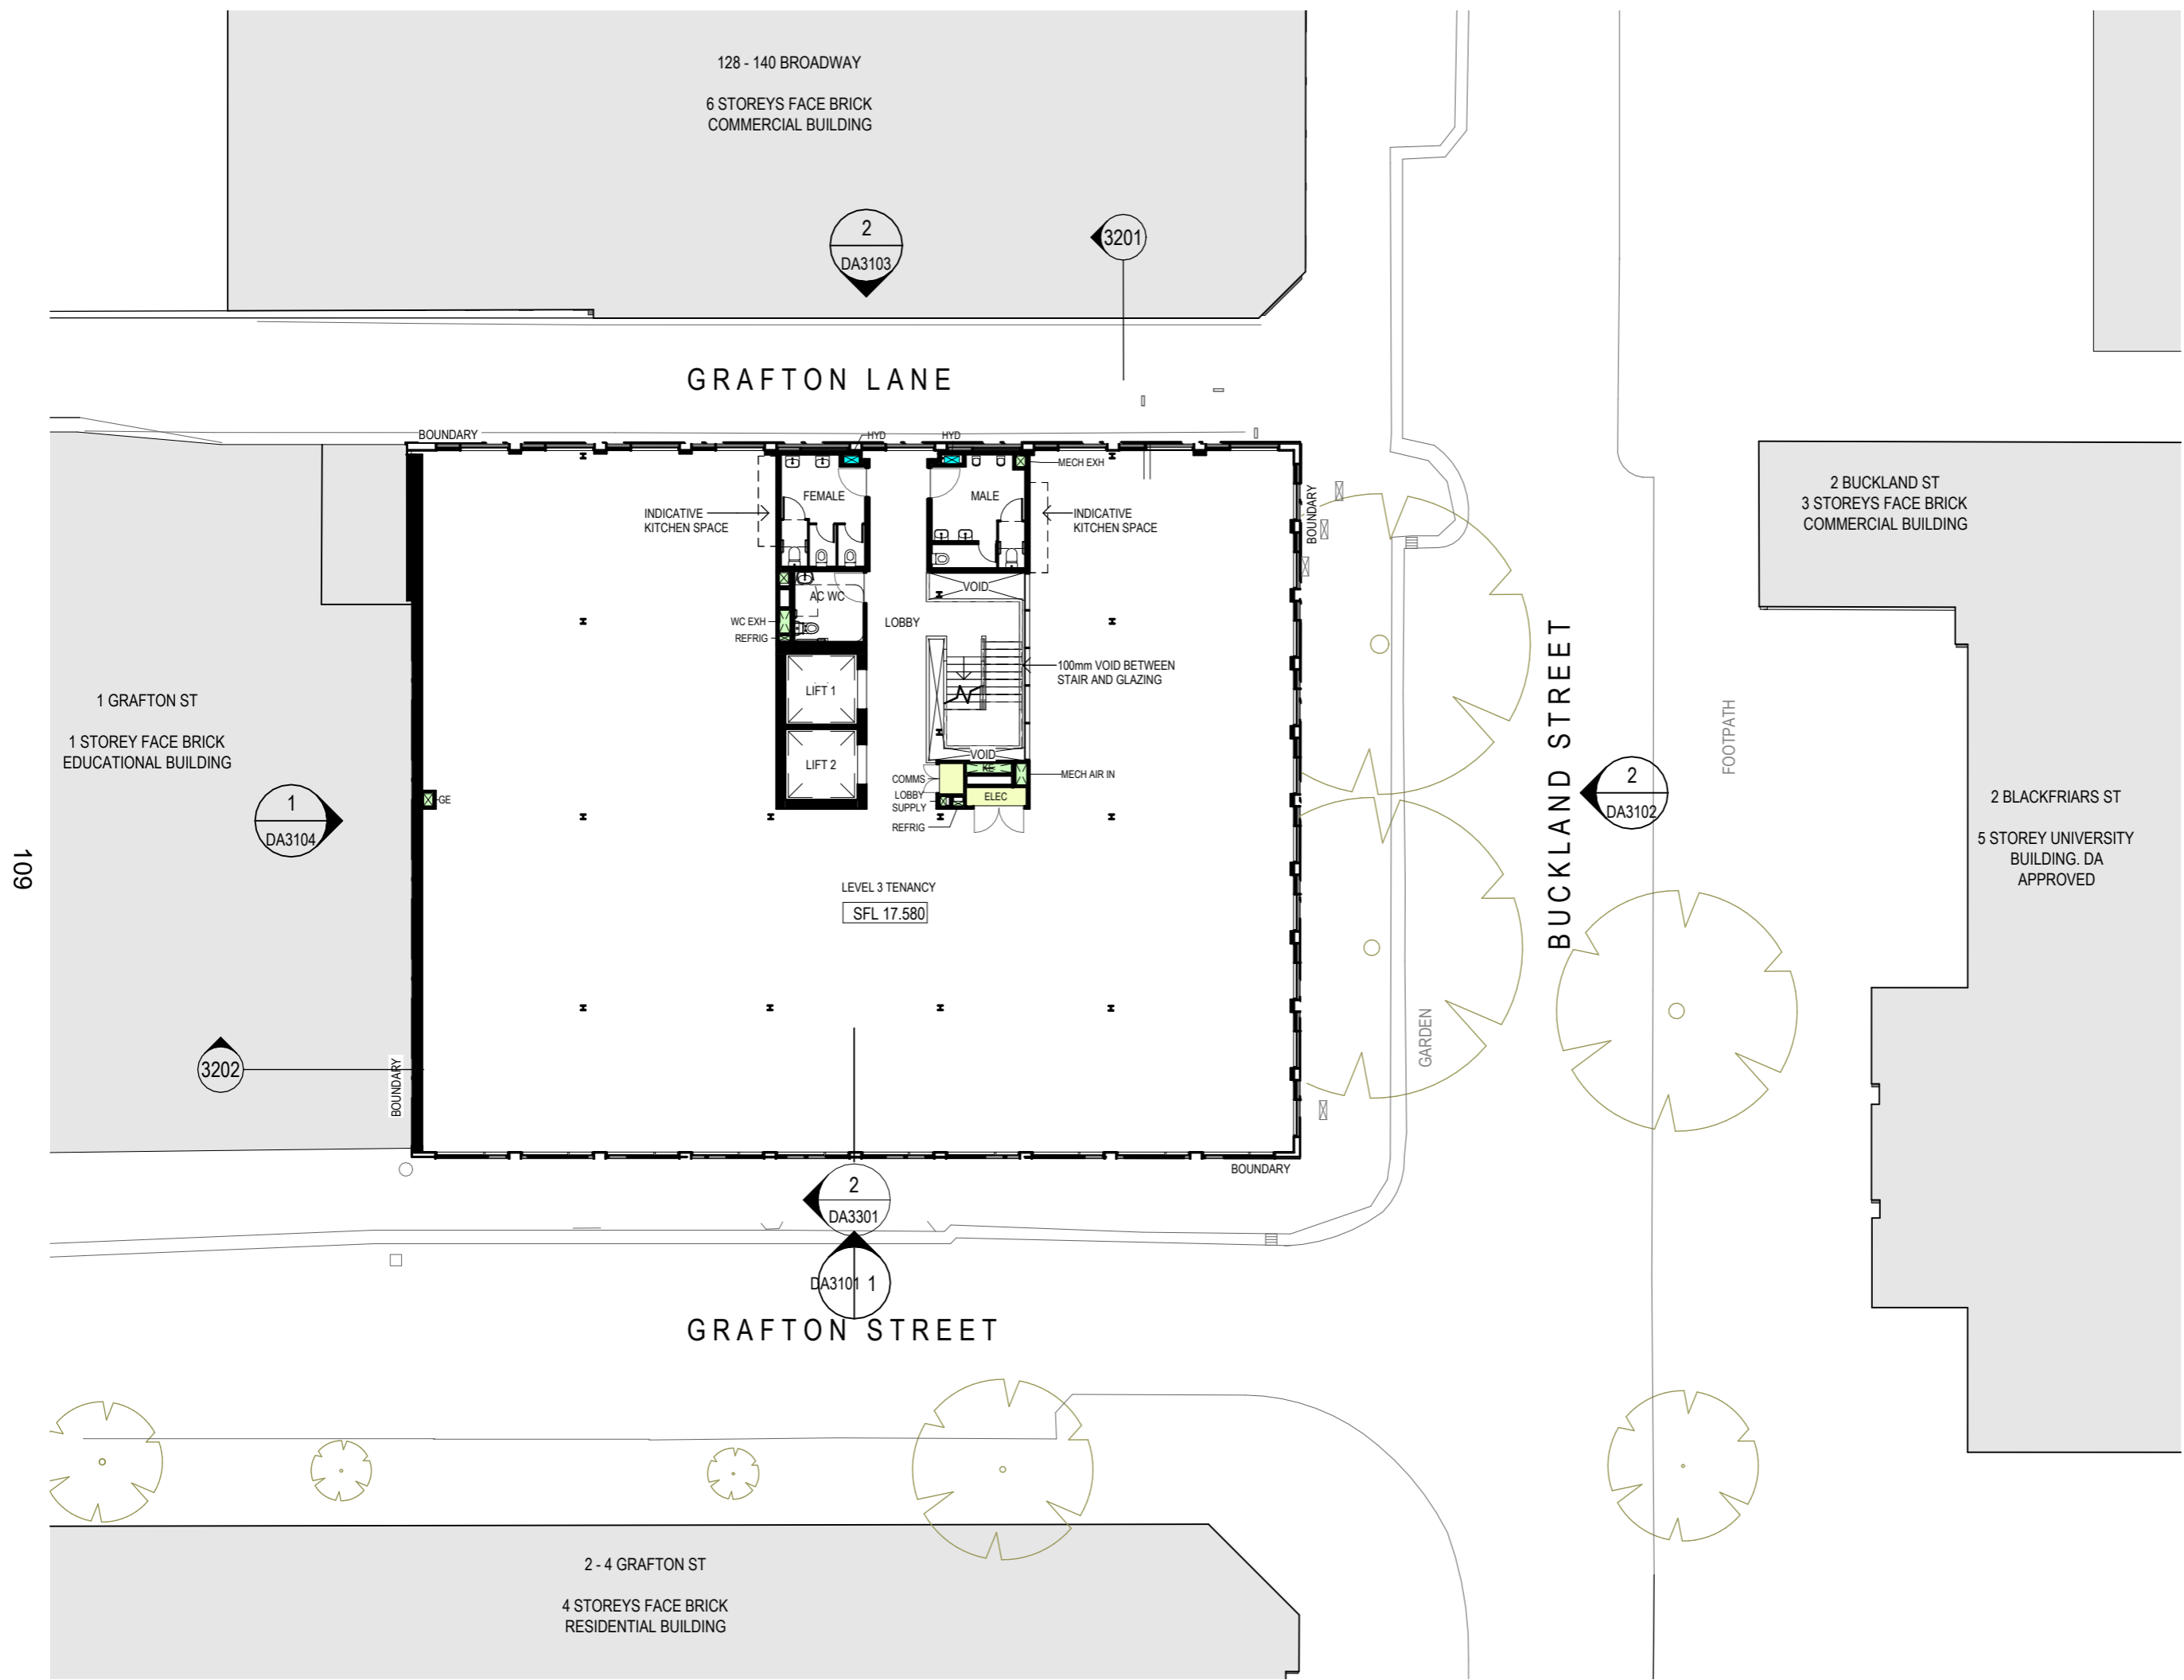 128 - 140 BROADWAY
6 STOREYS FACE BRICK
COMMERCIAL BUILDING
2
DA3103
3201
GRAFTON LANE
BOUNDARY
HYD
HYD
MECH EXH
FEMALE
MALE
INDICATIVE
KITCHEN SPACE
INDICATIVE
KITCHEN SPACE
BOUNDARY
2 BUCKLAND ST
3 STOREYS FACE BRICK
COMMERCIAL BUILDING
VOID
AC WC
WC EXH
REFRIG
LOBBY
100mm VOID BETWEEN
STAIR AND GLAZING
LIFT 1
1 GRAFTON ST
1 STOREY FACE BRICK
EDUCATIONAL BUILDING
BUCKLAND STREET
FOOTPATH
VOID
LIFT 2
KE
COMMS
MECH AIR IN
LOBBY
SUPPLY
ELEC
REFRIG
GE
1
DA3104
2
DA3102
2 BLACKFRIARS ST
5 STOREY UNIVERSITY
BUILDING. DA
APPROVED
109
LEVEL 3 TENANCY
SFL 17.580
GARDEN
3202
BOUNDARY
BOUNDARY
2
DA3301
DA3101 1
GRAFTON STREET
2 - 4 GRAFTON ST
4 STOREYS FACE BRICK
RESIDENTIAL BUILDING